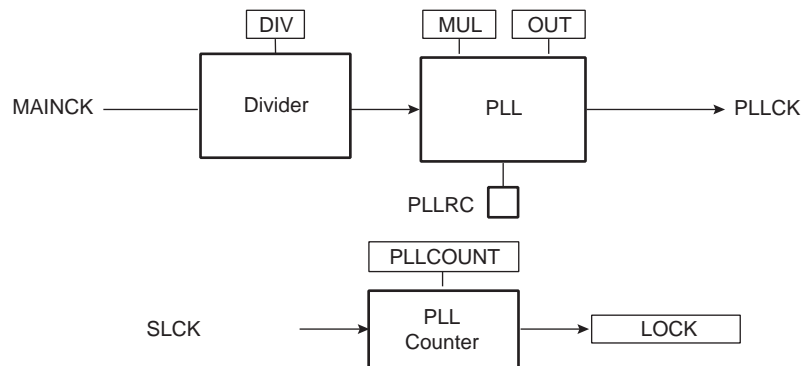 DIV
MUL
OUT
MAINCK
Divider
PLL
PLLCK
PLLRC
PLLCOUNT
SLCK
PLL
Counter
LOCK